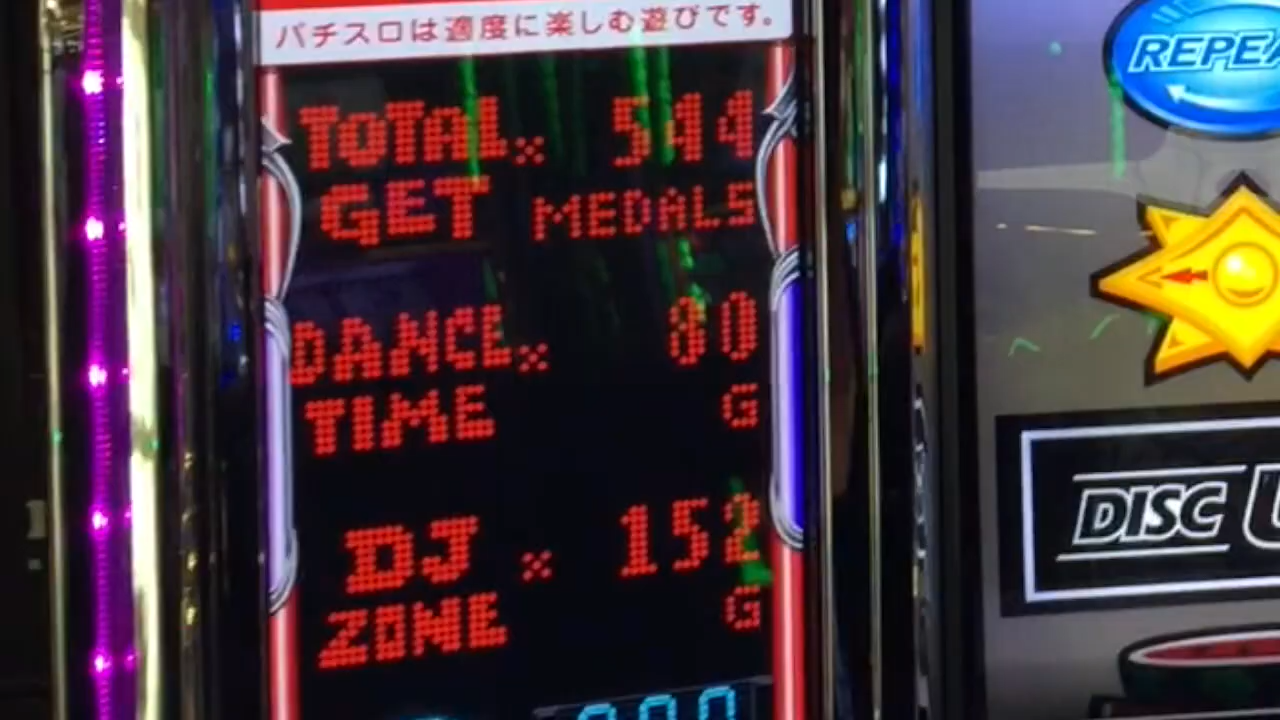 パチスロは適度に楽しむ遊びです。
TOTAL× 544
GET MEDALS
DANCE× 80
TIME G
DJ × 152
ZONE G
REPEA
DISC U